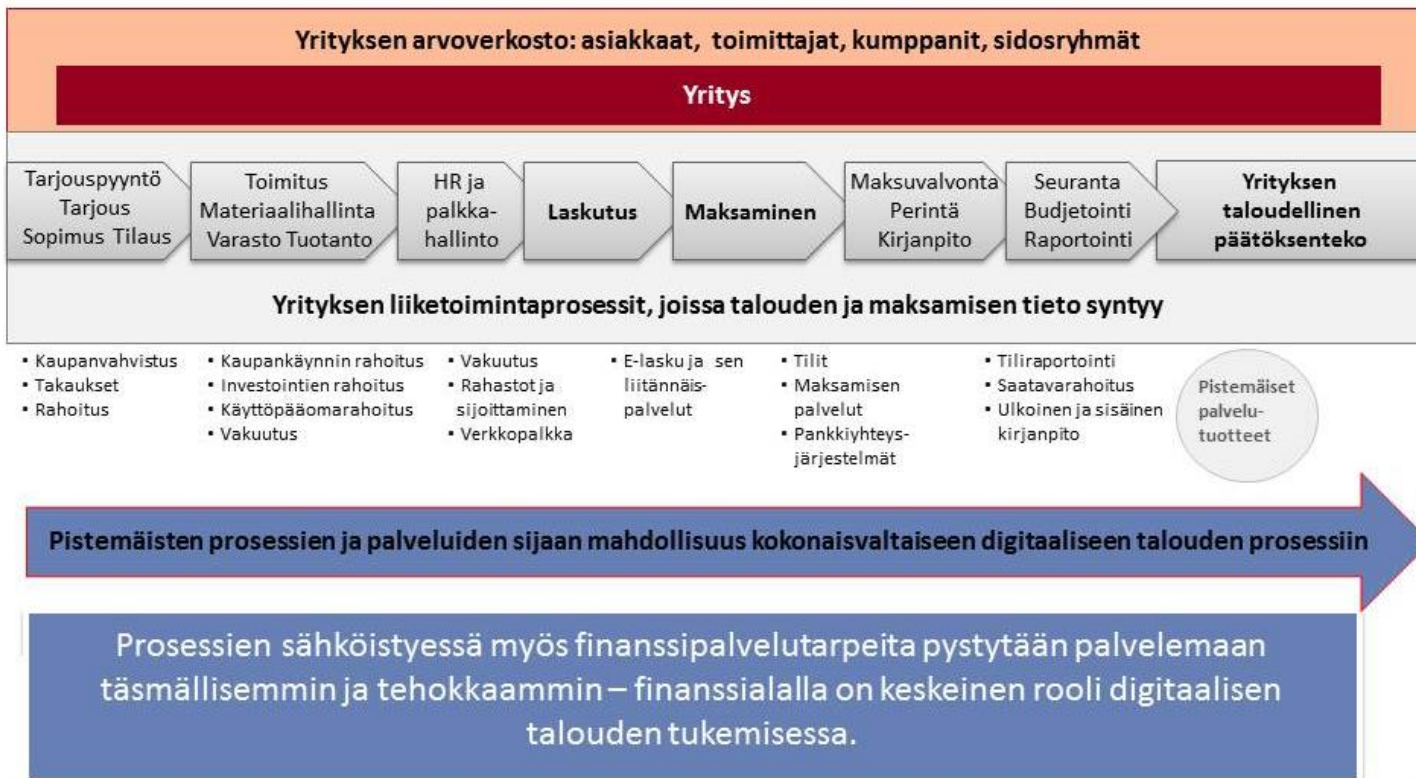 Yrityksen arvoverkosto: asiakkaat, toimittajat, kumppanit, sidosryhmät
Yritys
Tarjouspyyntö
Tarjous
Sopimus Tilaus
Toimitus
Materiaalihallinta
Varasto Tuotanto
HR ja
palkka-
hallinto
Laskutus
Maksaminen
Maksuvalvonta
Perintä
Kirjanpito
Seuranta
Budjetointi
Raportointi
Yrityksen
taloudellinen
päätöksenteko
Yrityksen liiketoimintaprosessit, joissa talouden ja maksamisen tieto syntyy
▪ Kaupanvahvistus
▪ Takaukset
▪ Rahoitus
▪ Kaupankäynnin rahoitus
▪ Investointien rahoitus
▪ Käyttöpääomarahoitus
▪ Vakuutus
▪ Vakuutus
▪ Rahastot ja
sijoittaminen
▪ Verkkopalkka
▪ E-lasku ja sen
liitännäis-
palvelut
▪ Tilit
▪ Maksamisen
palvelut
▪ Pankkiyhteys-
järjestelmät
▪ Tiliraportointi
▪ Saatavarahoitus
▪ Ulkoinen ja sisäinen
kirjanpito
Pistemäiset
palvelu-
tuotteet
Pistemäisten prosessien ja palveluiden sijaan mahdollisuus kokonaisvaltaiseen digitaaliseen talouden prosessiin
Prosessien sähköistyessä myös finanssipalvelutarpeita pystytään palvelemaan
täsmällisemmin ja tehokkaammin – finanssialalla on keskeinen rooli digitaalisen
talouden tukemisessa.